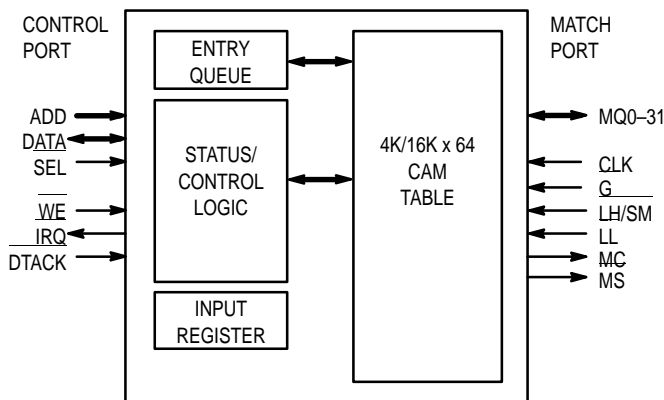 CONTROL
PORT
ADD
DATA
SEL
WE
IRQ
DTACK
ENTRY
QUEUE
STATUS/
CONTROL
LOGIC
INPUT
REGISTER
4K/16K x 64
CAM
TABLE
MATCH
PORT
MQ0–31
CLK
G
LH/SM
LL
MC
MS